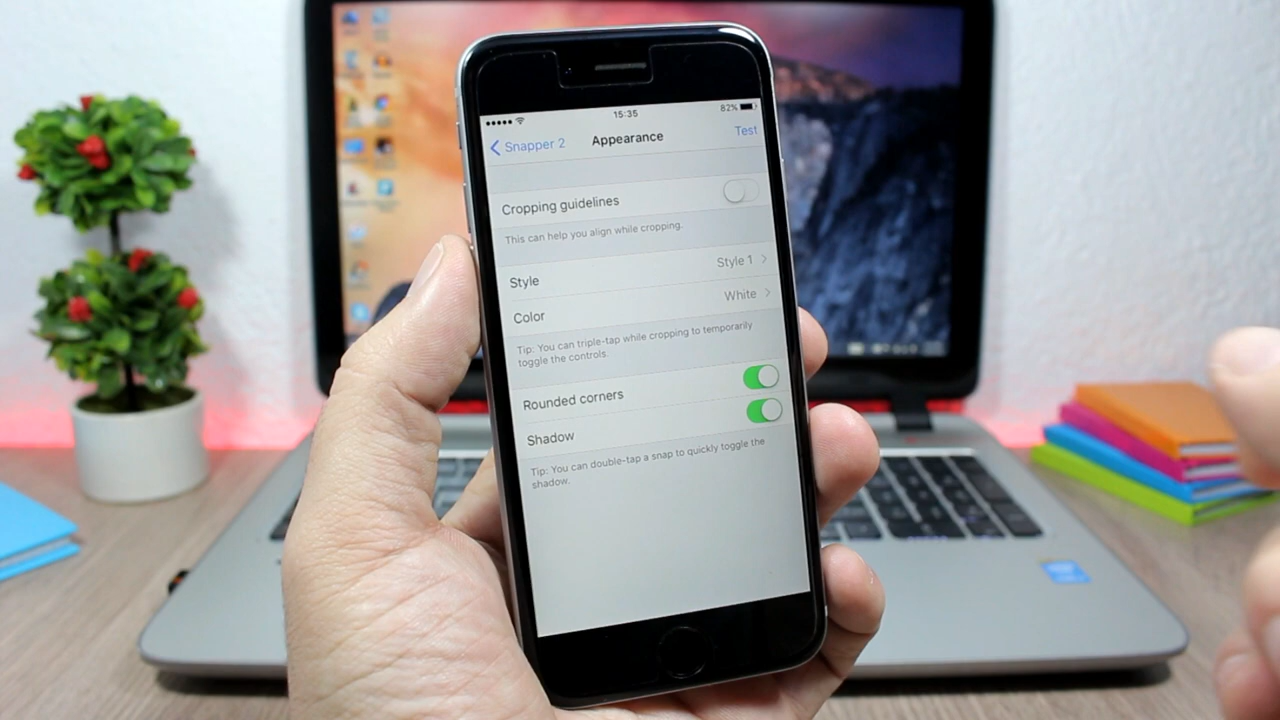 15:35
82%
Snapper 2
Appearance
Test
Cropping guidelines
This can help you align while cropping.
Style
Style 1
Color
White
Tip: You can triple-tap while cropping to temporarily
toggle the controls.
Rounded corners
Shadow
Tip: You can double-tap a snap to quickly toggle the
shadow.